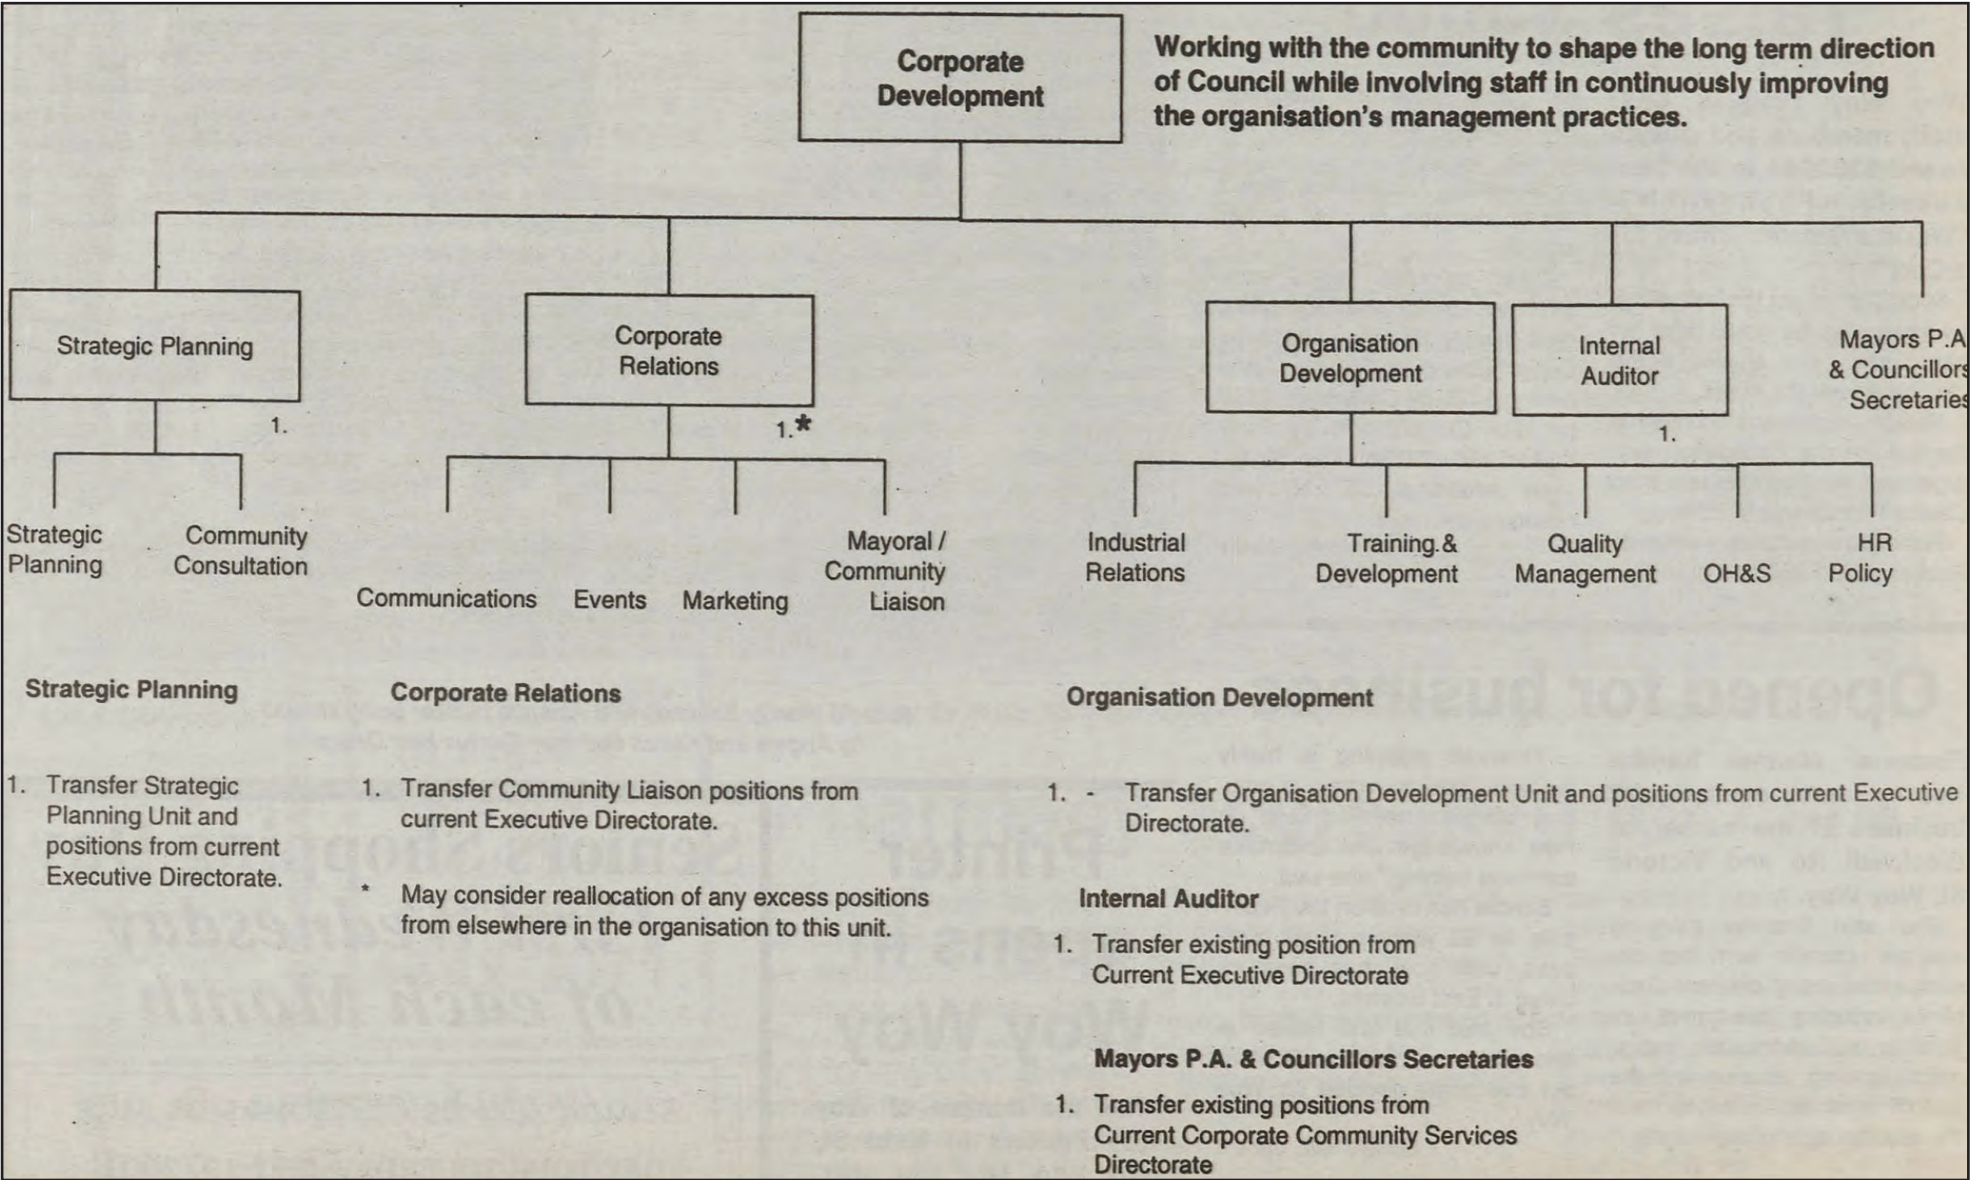 Corporate
Development
Working with the community to shape the long term direction
of Council while involving staff in continuously improving
the organisation's management practices.
Strategic Planning
1.
Corporate
Relations
1.*
Organisation
Development
Internal
Auditor
1.
Mayors P.A
& Councillors
Secretaries
Strategic
Planning
Community
Consultation
Communications
Events
Marketing
Mayoral /
Community
Liaison
Industrial
Relations
Training &
Development
Quality
Management
OH&S
HR
Policy
Strategic Planning
1. Transfer Strategic
Planning Unit and
positions from current
Executive Directorate.
Corporate Relations
1. Transfer Community Liaison positions from
current Executive Directorate.
* May consider reallocation of any excess positions
from elsewhere in the organisation to this unit.
Organisation Development
1. - Transfer Organisation Development Unit and positions from current Executive
Directorate.
Internal Auditor
1. Transfer existing position from
Current Executive Directorate
Mayors P.A. & Councillors Secretaries
1. Transfer existing positions from
Current Corporate Community Services
Directorate